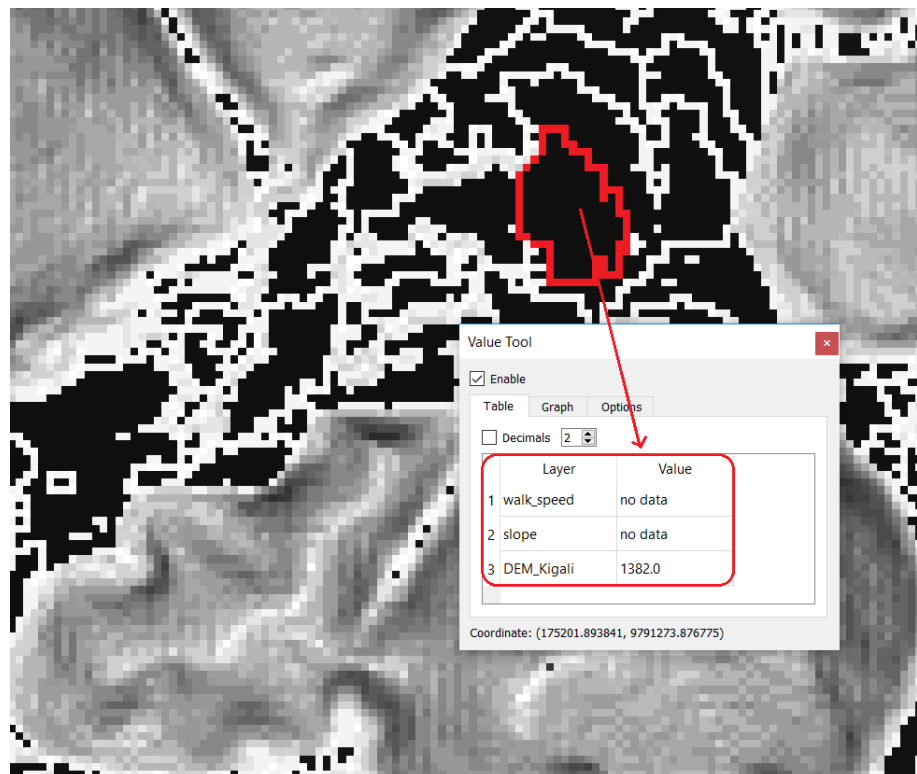 Value Tool
×
Enable
Table Graph Options
Decimals 2
Layer Value
1 walk_speed no data
2 slope no data
3 DEM_Kigali 1382.0
Coordinate: (175201.893841, 9791273.876775)